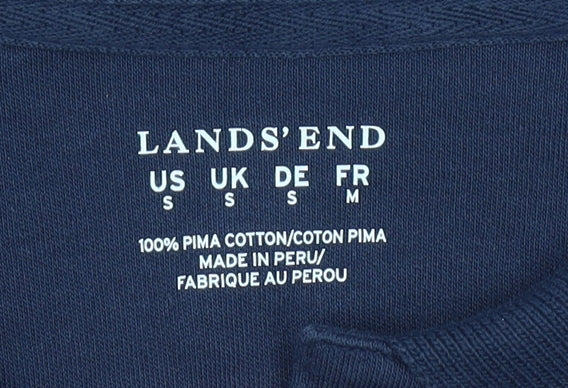 LANDS' END
US UK DE FR
S S S M
100% PIMA COTTON/COTON PIMA
MADE IN PERU/
FABRIQUE AU PEROU